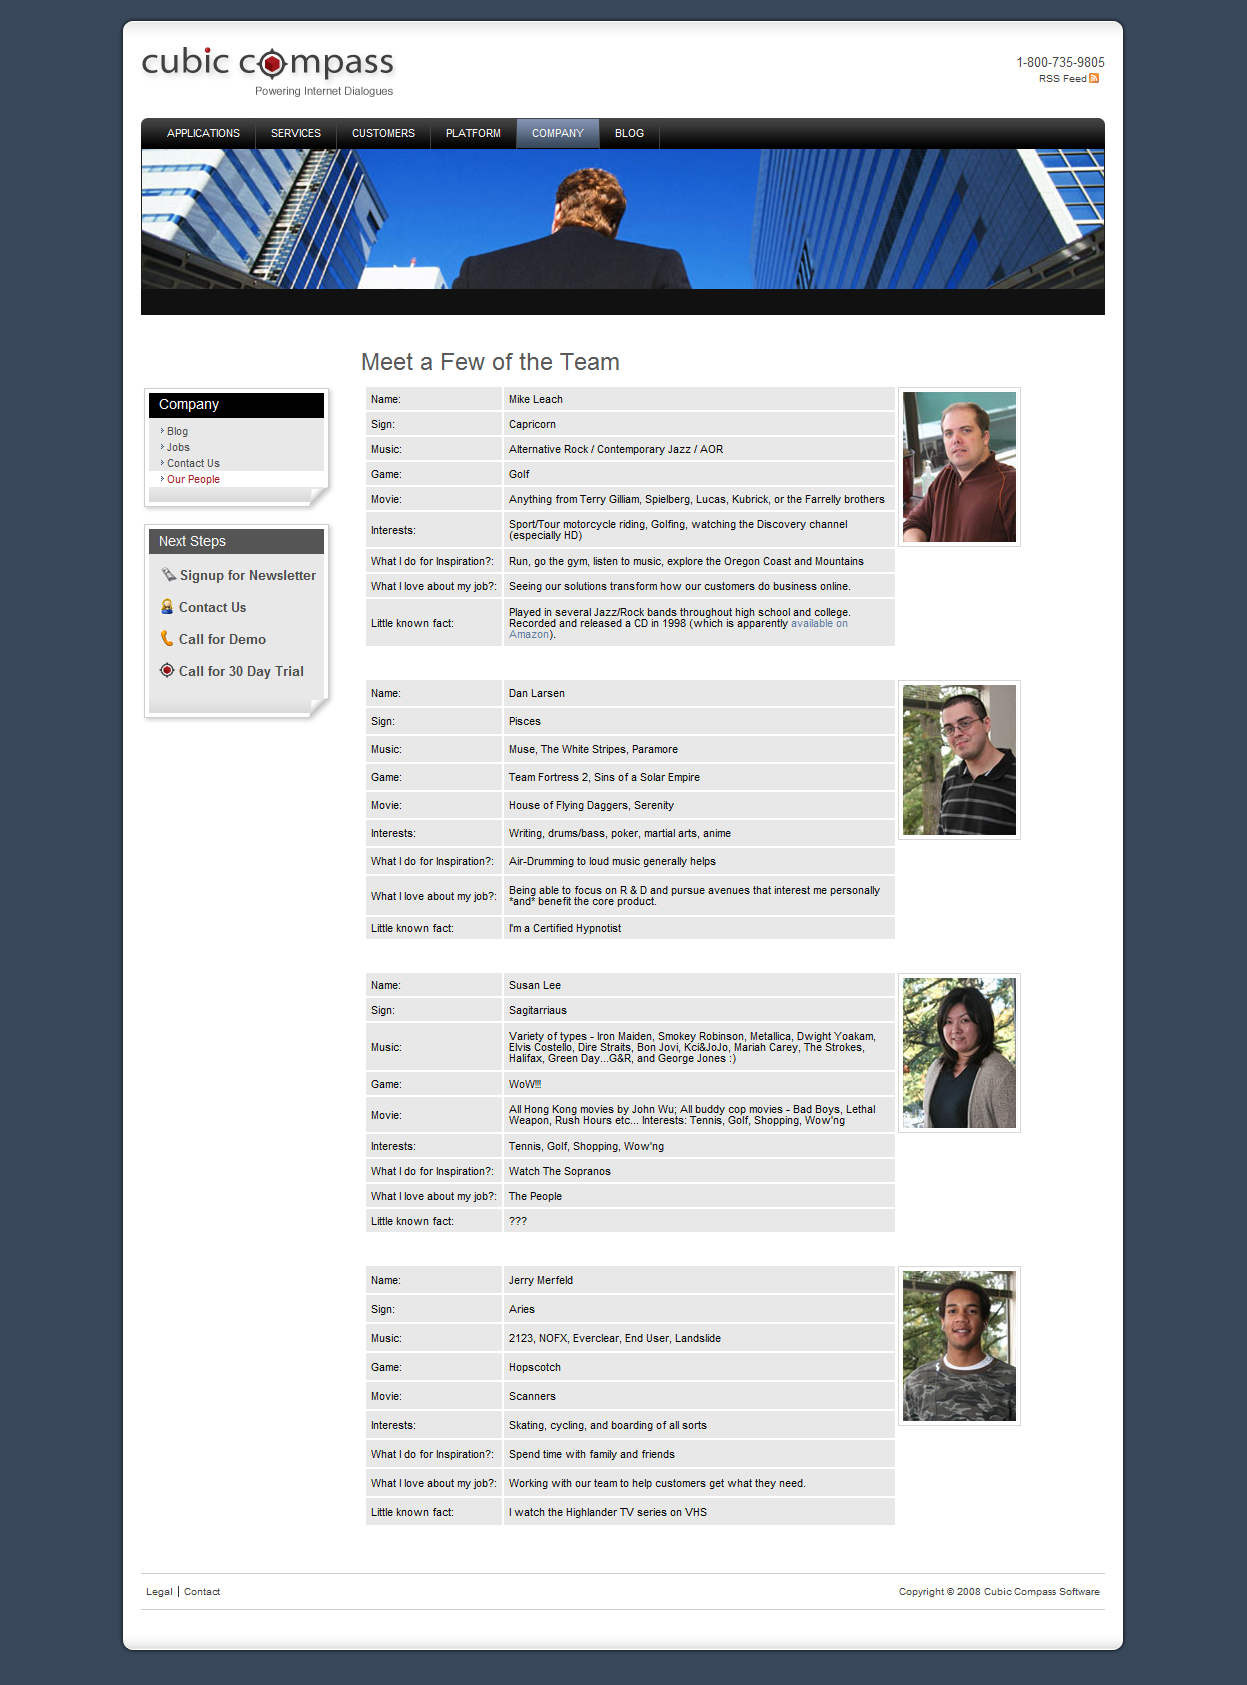 cubic compass
Powering Internet Dialogues
1-800-735-9805
RSS Feed
APPLICATIONS SERVICES CUSTOMERS PLATFORM COMPANY BLOG
Meet a Few of the Team
Company
Blog
Jobs
Contact Us
Our People
Next Steps
Signup for Newsletter
Contact Us
Call for Demo
Call for 30 Day Trial
Name: Mike Leach
Sign: Capricorn
Music: Alternative Rock / Contemporary Jazz / AOR
Game: Golf
Movie: Anything from Terry Gilliam, Spielberg, Lucas, Kubrick, or the Farrelly brothers
Interests: Sport/Tour motorcycle riding, Golfing, watching the Discovery channel
(especially HD)
What I do for Inspiration?: Run, go the gym, listen to music, explore the Oregon Coast and Mountains
What I love about my job?: Seeing our solutions transform how our customers do business online.
Little known fact: Played in several Jazz/Rock bands throughout high school and college.
Recorded and released a CD in 1998 (which is apparently available on
Amazon).
Name: Dan Larsen
Sign: Pisces
Music: Muse, The White Stripes, Paramore
Game: Team Fortress 2, Sins of a Solar Empire
Movie: House of Flying Daggers, Serenity
Interests: Writing, drums/bass, poker, martial arts, anime
What I do for Inspiration?: Air-Drumming to loud music generally helps
What I love about my job?: Being able to focus on R & D and pursue avenues that interest me personally
*and* benefit the core product.
Little known fact: I'm a Certified Hypnotist
Name: Susan Lee
Sign: Sagitarriaus
Music: Variety of types - Iron Maiden, Smokey Robinson, Metallica, Dwight Yoakam,
Elvis Costello, Dire Straits, Bon Jovi, Kci&JoJo, Mariah Carey, The Strokes,
Halifax, Green Day...G&R, and George Jones :)
Game: WoW!!!
Movie: All Hong Kong movies by John Wu; All buddy cop movies - Bad Boys, Lethal
Weapon, Rush Hours etc... Interests: Tennis, Golf, Shopping, Wow'ng
Interests: Tennis, Golf, Shopping, Wow'ng
What I do for Inspiration?: Watch The Sopranos
What I love about my job?: The People
Little known fact: ???
Name: Jerry Merfeld
Sign: Aries
Music: 2123, NOFX, Everclear, End User, Landslide
Game: Hopscotch
Movie: Scanners
Interests: Skating, cycling, and boarding of all sorts
What I do for Inspiration?: Spend time with family and friends
What I love about my job?: Working with our team to help customers get what they need.
Little known fact: I watch the Highlander TV series on VHS
Legal | Contact
Copyright © 2008 Cubic Compass Software